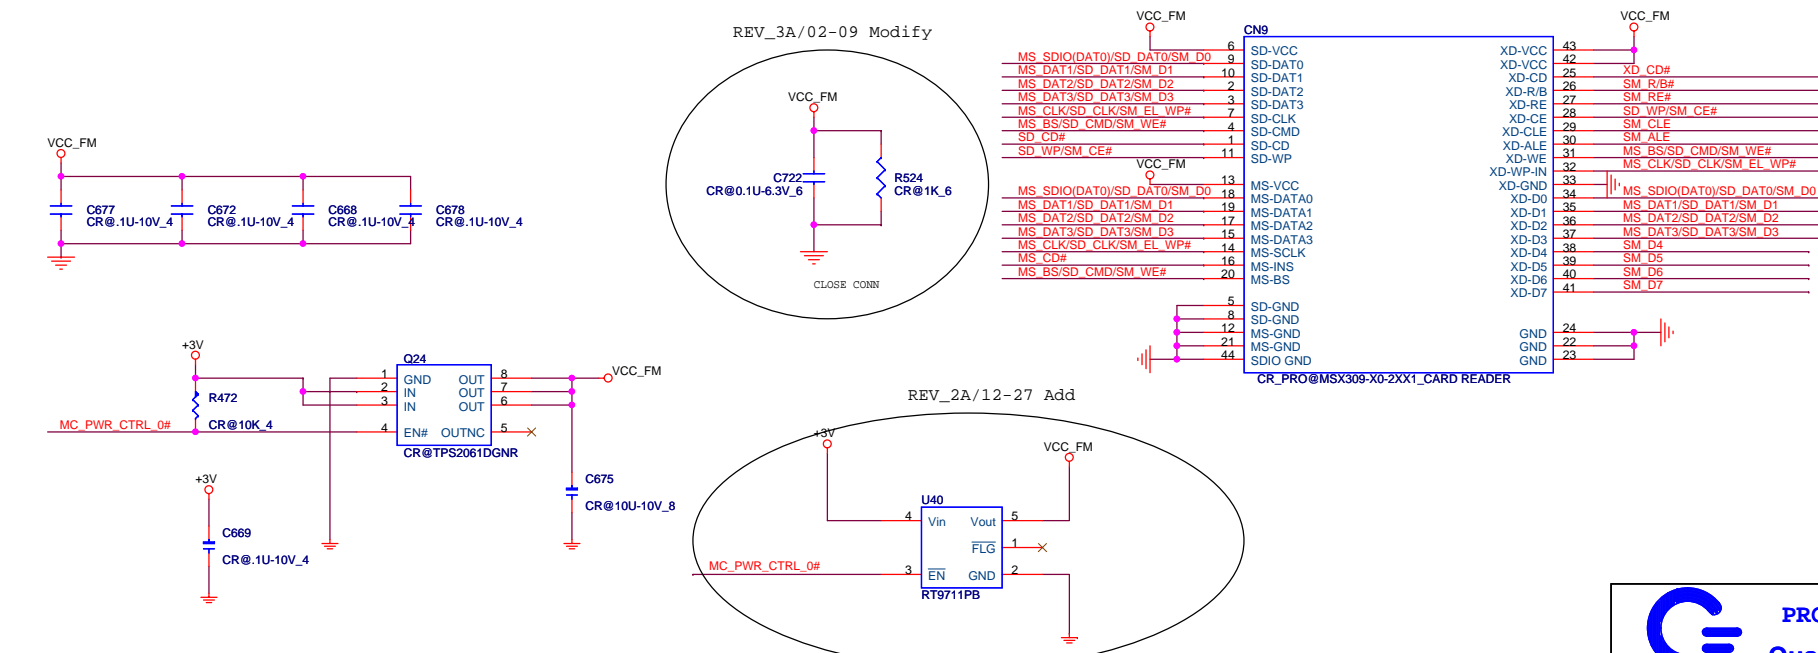 REV_3A/02-09 Modify
VCC_FM
C722
CR@0.1U-6.3V_6
R524
CR@1K_6
CLOSE CONN
VCC_FM
C677
CR@.1U-10V_4
C672
CR@.1U-10V_4
C668
CR@.1U-10V_4
C678
CR@.1U-10V_4
+3V
R472
CR@10K_4
MC_PWR_CTRL_0#
Q24
1 GND OUT 8
2 IN OUT 7
3 IN OUT 6
4 EN# OUTNC 5
CR@TPS2061DGNR
VCC_FM
C675
CR@10U-10V_8
+3V
C669
CR@.1U-10V_4
REV_2A/12-27 Add
+3V
VCC_FM
U40
4 Vin Vout 5
FLG 1
3 EN GND 2
RT9711PB
MC_PWR_CTRL_0#
VCC_FM
CN9
VCC_FM
6 SD-VCC
MS_SDIO(DAT0)/SD_DAT0/SM_D0 9 SD-DAT0
MS_DAT1/SD_DAT1/SM_D1 10 SD-DAT1
MS_DAT2/SD_DAT2/SM_D2 2 SD-DAT2
MS_DAT3/SD_DAT3/SM_D3 3 SD-DAT3
MS_CLK/SD_CLK/SM_EL_WP# 7 SD-CLK
MS_BS/SD_CMD/SM_WE# 4 SD-CMD
SD_CD# 1 SD-CD
SD_WP/SM_CE# 11 SD-WP
VCC_FM
13 MS-VCC
MS_SDIO(DAT0)/SD_DAT0/SM_D0 18 MS-DATA0
MS_DAT1/SD_DAT1/SM_D1 19 MS-DATA1
MS_DAT2/SD_DAT2/SM_D2 17 MS-DATA2
MS_DAT3/SD_DAT3/SM_D3 15 MS-DATA3
MS_CLK/SD_CLK/SM_EL_WP# 14 MS-SCLK
MS_CD# 16 MS-INS
MS_BS/SD_CMD/SM_WE# 20 MS-BS
5 SD-GND
8 SD-GND
12 MS-GND
21 MS-GND
44 SDIO GND
XD-VCC 43
XD-VCC 42
XD-CD 25 XD_CD#
XD-R/B 26 SM_R/B#
XD-RE 27 SM_RE#
XD-CE 28 SD_WP/SM_CE#
XD-CLE 29 SM_CLE
XD-ALE 30 SM_ALE
XD-WE 31 MS_BS/SD_CMD/SM_WE#
XD-WP-IN 32 MS_CLK/SD_CLK/SM_EL_WP#
XD-GND 33
XD-D0 34 MS_SDIO(DAT0)/SD_DAT0/SM_D0
XD-D1 35 MS_DAT1/SD_DAT1/SM_D1
XD-D2 36 MS_DAT2/SD_DAT2/SM_D2
XD-D3 37 MS_DAT3/SD_DAT3/SM_D3
XD-D4 38 SM_D4
XD-D5 39 SM_D5
XD-D6 40 SM_D6
XD-D7 41 SM_D7
GND 24
GND 22
GND 23
CR_PRO@MSX309-X0-2XX1_CARD READER